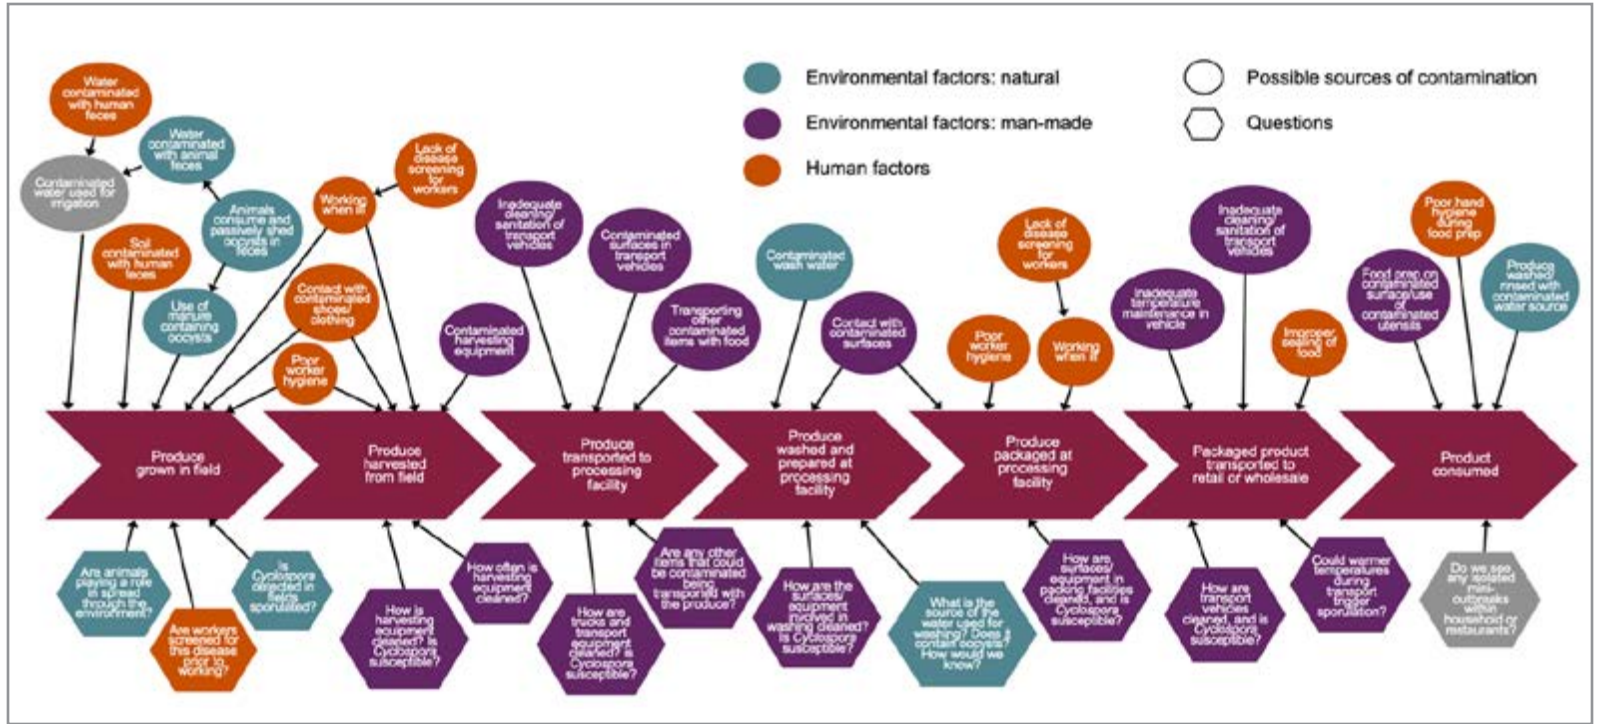 Environmental factors: natural
Environmental factors: man-made
Human factors
Possible sources of contamination
Questions
Water
contaminated
with human
feces
Water
contaminated
with animal
feces
Contaminated
water used for
irrigation
Animals
consume and
passively shed
oocysts in
feces
Soil
contaminated
with human
feces
Use of
manure
containing
oocysts
Working
when ill
Lack of
disease
screening
for
workers
Contact with
contaminated
shoes/
clothing
Poor
worker
hygiene
Contaminated
harvesting
equipment
Inadequate
cleaning/
sanitation of
transport
vehicles
Contaminated
surfaces in
transport
vehicles
Transporting
other
contaminated
items with food
Contaminated
wash water
Contact with
contaminated
surfaces
Lack of
disease
screening
for
workers
Poor
worker
hygiene
Working
when ill
Inadequate
temperature
maintenance in
vehicle
Inadequate
cleaning/
sanitation of
transport
vehicles
Improper
sealing of
food
Food prep on
contaminated
surface/use
of
contaminated
utensils
Poor hand
hygiene
during
food prep
Produce
washed/
rinsed with
contaminated
water source
Produce
grown in field
Produce
harvested
from field
Produce
transported to
processing
facility
Produce
washed and
prepared at
processing
facility
Produce
packaged at
processing
facility
Packaged product
transported to
retail or wholesale
Product
consumed
Are animals
playing a role
in spread
through the
environment?
Are workers
screened for
this disease
prior to
working?
Is
Cyclospora
detected in
fields
sporulated?
How is
harvesting
equipment
cleaned? Is
Cyclospora
susceptible?
How often is
harvesting
equipment
cleaned?
How are
trucks and
transport
equipment
cleaned? is
Cyclospora
susceptible?
Are any other
items that could
be contaminated
being
transported with
the produce?
How are the
surfaces/
equipment
involved in
washing cleaned?
Is Cyclospora
susceptible?
What is the
source of the
water used for
washing? Does it
contain oocysts?
How would we
know?
How are
surfaces/
equipment in
packing facilities
cleaned, and is
Cyclospora
susceptible?
How are
transport
vehicles
cleaned, and is
Cyclospora
susceptible?
Could warmer
temperatures
during
transport
trigger
sporulation?
Do we see
any isolated
mini-
outbreaks
within
household or
restaurants?